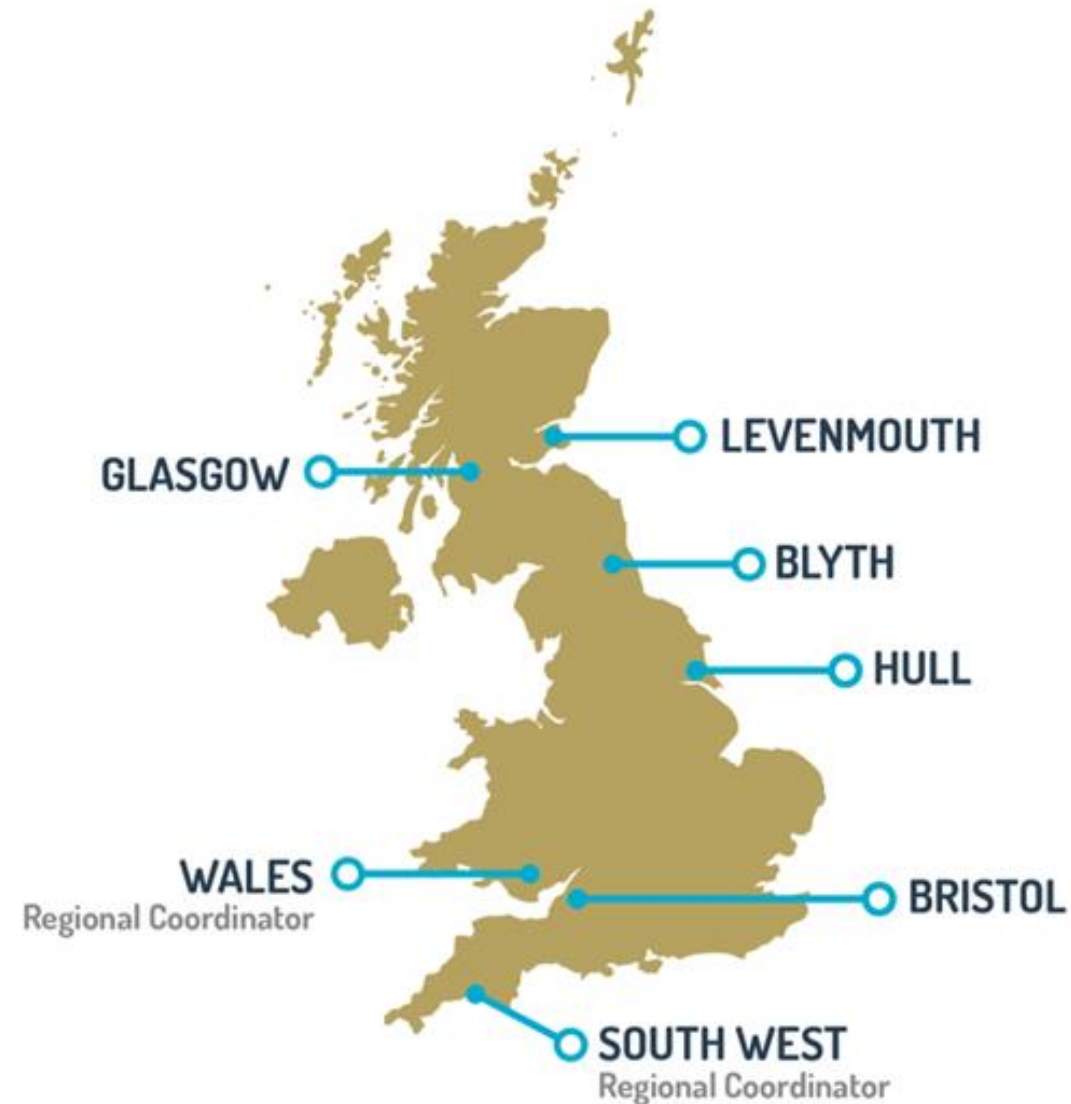 LEVENMOUTH
GLASGOW
BLYTH
HULL
WALES
Regional Coordinator
BRISTOL
SOUTH WEST
Regional Coordinator